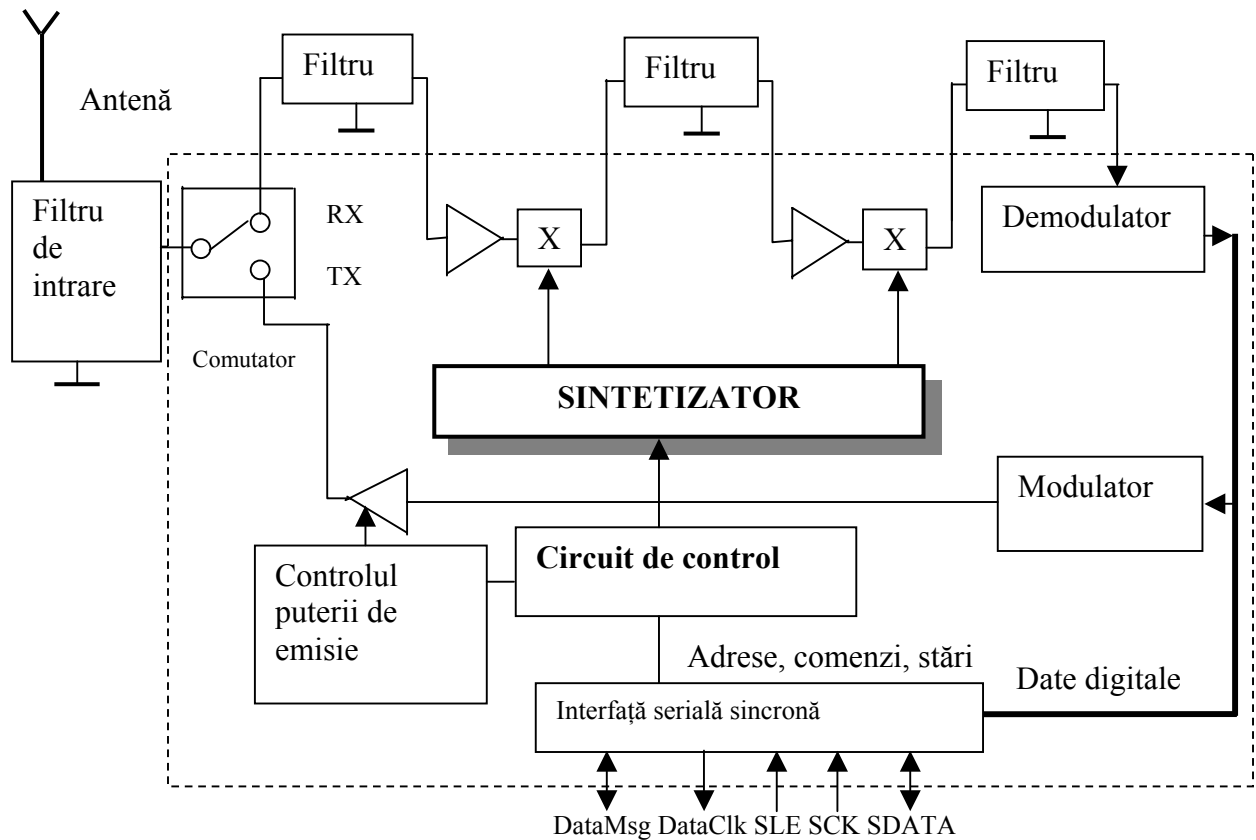 Filtru
Filtru
Filtru
Antenă
Filtru
de
intrare
RX
TX
X
X
Demodulator
Comutator
SINTETIZATOR
Modulator
Circuit de control
Controlul
puterii de
emisie
Adrese, comenzi, stări
Date digitale
Interfață serială sincronă
DataMsg DataClk SLE SCK SDATA